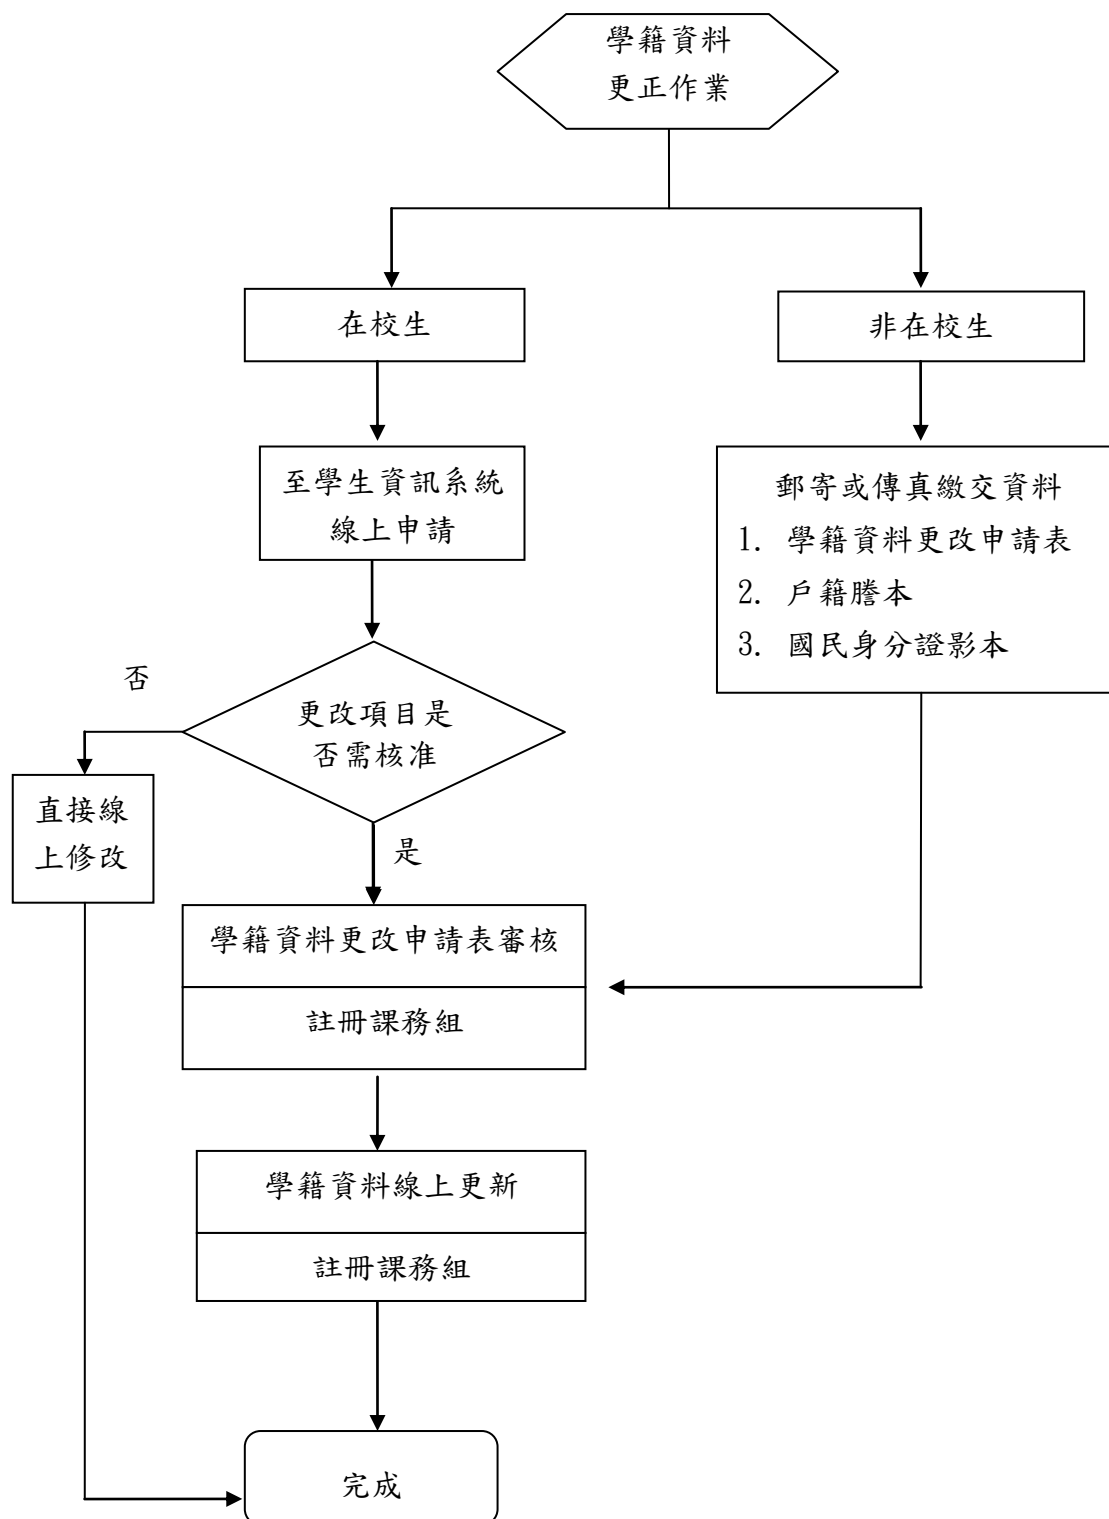 學籍資料
更正作業
在校生
非在校生
至學生資訊系統
線上申請
郵寄或傳真繳交資料
1. 學籍資料更改申請表
2. 戶籍謄本
3. 國民身分證影本
否
更改項目是
否需核准
直接線
上修改
是
學籍資料更改申請表審核
註冊課務組
學籍資料線上更新
註冊課務組
完成